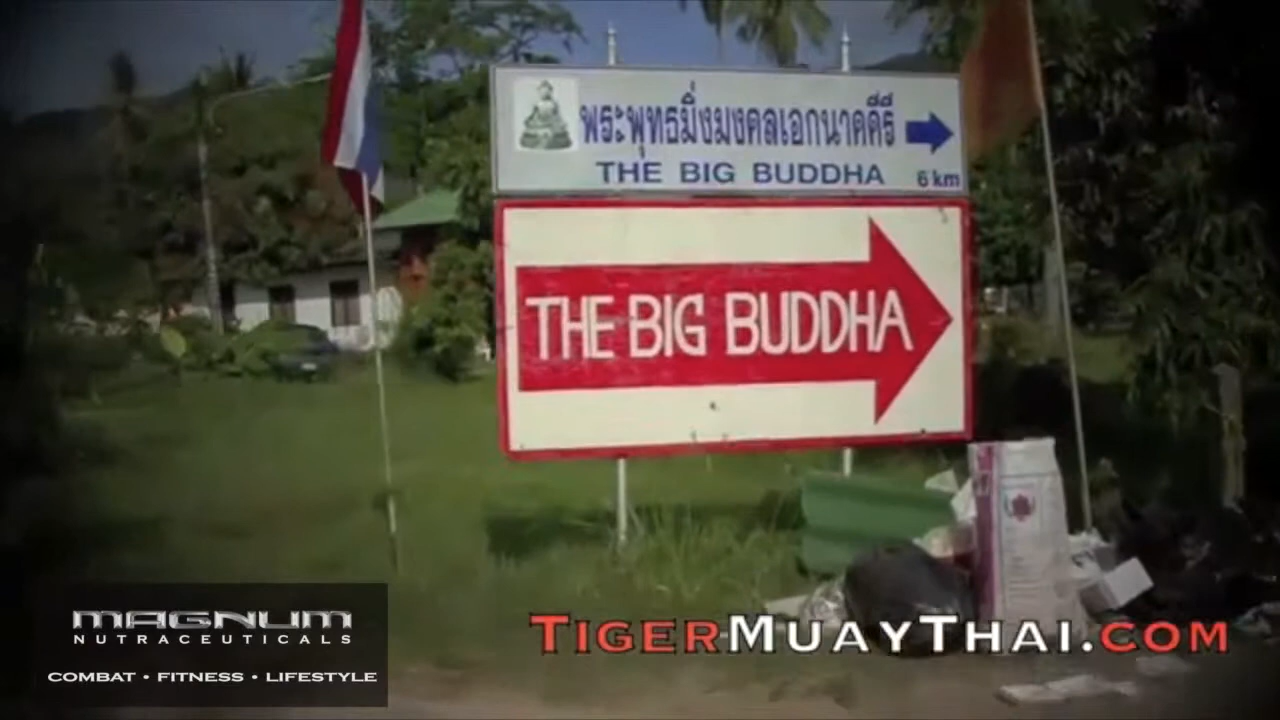 พระพุทธมิ่งมงคลเอกนาคคีรี
THE BIG BUDDHA 6 km
THE BIG BUDDHA
MAGNUM
NUTRACEUTICALS
COMBAT • FITNESS • LIFESTYLE
TIGERMUAYTHAI.COM